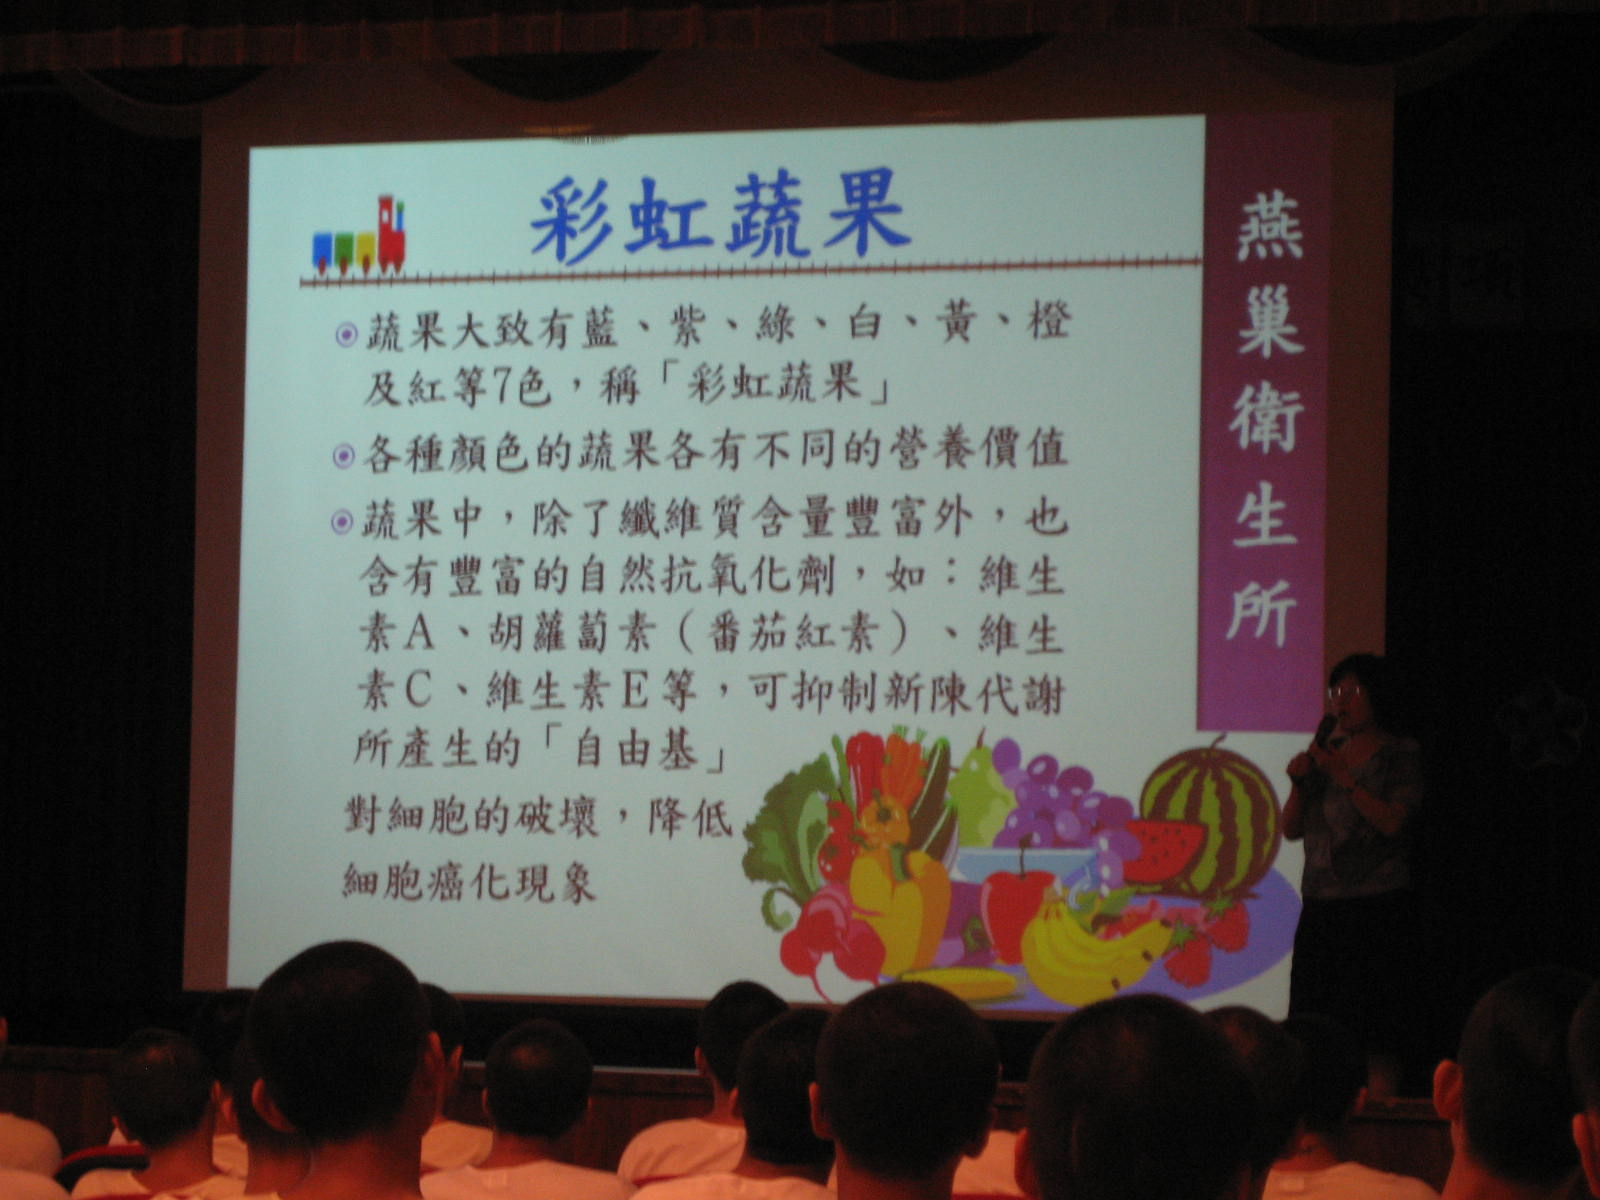 彩虹蔬果
蔬果大致有藍、紫、綠、白、黃、橙
及紅等7色，稱「彩虹蔬果」
各種顏色的蔬果各有不同的營養價值
蔬果中，除了纖維質含量豐富外，也
含有豐富的自然抗氧化劑，如：維生
素A、胡蘿蔔素（番茄紅素）、維生
素C、維生素E等，可抑制新陳代謝
所產生的「自由基」
對細胞的破壞，降低
細胞癌化現象
燕巢衛生所